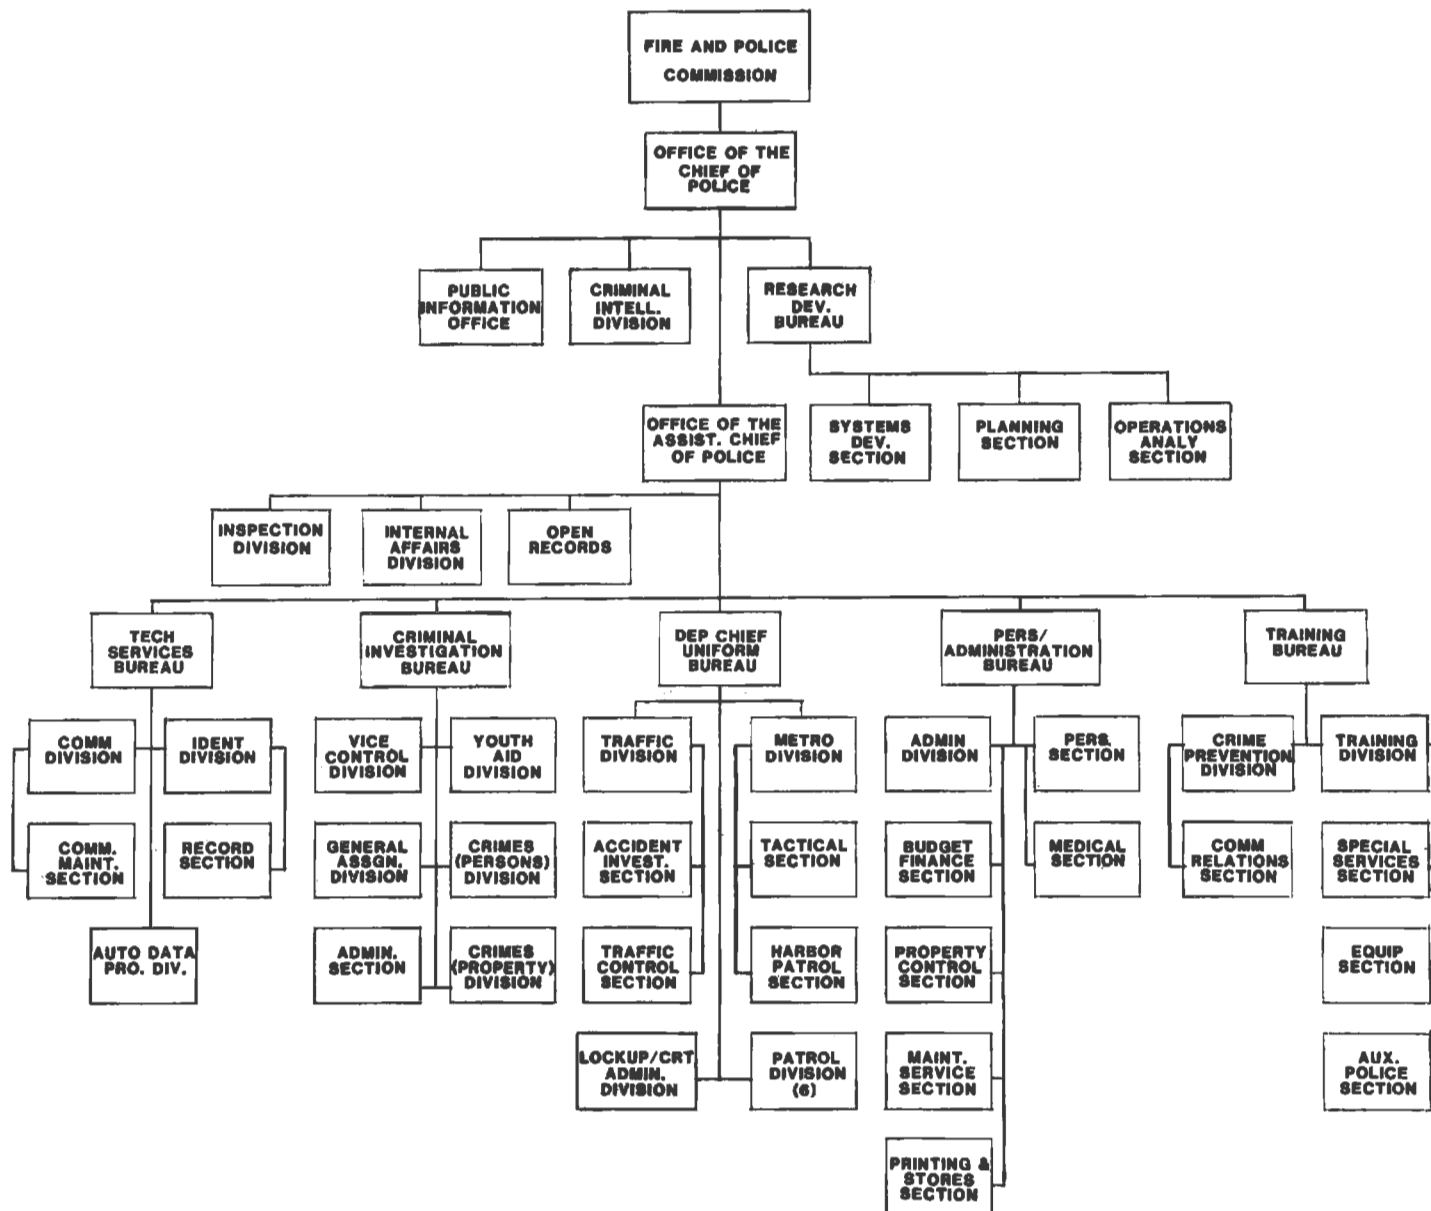 FIRE AND POLICE
COMMISSION
OFFICE OF THE
CHIEF OF
POLICE
PUBLIC
INFORMATION
OFFICE
CRIMINAL
INTELL.
DIVISION
RESEARCH
DEV.
BUREAU
OFFICE OF THE
ASSIST. CHIEF
OF POLICE
SYSTEMS
DEV.
SECTION
PLANNING
SECTION
OPERATIONS
ANALY
SECTION
INSPECTION
DIVISION
INTERNAL
AFFAIRS
DIVISION
OPEN
RECORDS
TECH
SERVICES
BUREAU
CRIMINAL
INVESTIGATION
BUREAU
DEP CHIEF
UNIFORM
BUREAU
PERS/
ADMINISTRATION
BUREAU
TRAINING
BUREAU
COMM
DIVISION
IDENT
DIVISION
VICE
CONTROL
DIVISION
YOUTH
AID
DIVISION
TRAFFIC
DIVISION
METRO
DIVISION
ADMIN
DIVISION
PERS.
SECTION
CRIME
PREVENTION
DIVISION
TRAINING
DIVISION
COMM.
MAINT.
SECTION
RECORD
SECTION
GENERAL
ASSGN.
DIVISION
CRIMES
(PERSONS)
DIVISION
ACCIDENT
INVEST.
SECTION
TACTICAL
SECTION
BUDGET
FINANCE
SECTION
MEDICAL
SECTION
COMM
RELATIONS
SECTION
SPECIAL
SERVICES
SECTION
AUTO DATA
PRO. DIV.
ADMIN.
SECTION
CRIMES
(PROPERTY)
DIVISION
TRAFFIC
CONTROL
SECTION
HARBOR
PATROL
SECTION
PROPERTY
CONTROL
SECTION
EQUIP
SECTION
LOCKUP/CRT.
ADMIN.
DIVISION
PATROL
DIVISION
(6)
MAINT.
SERVICE
SECTION
AUX.
POLICE
SECTION
PRINTING &
STORES
SECTION